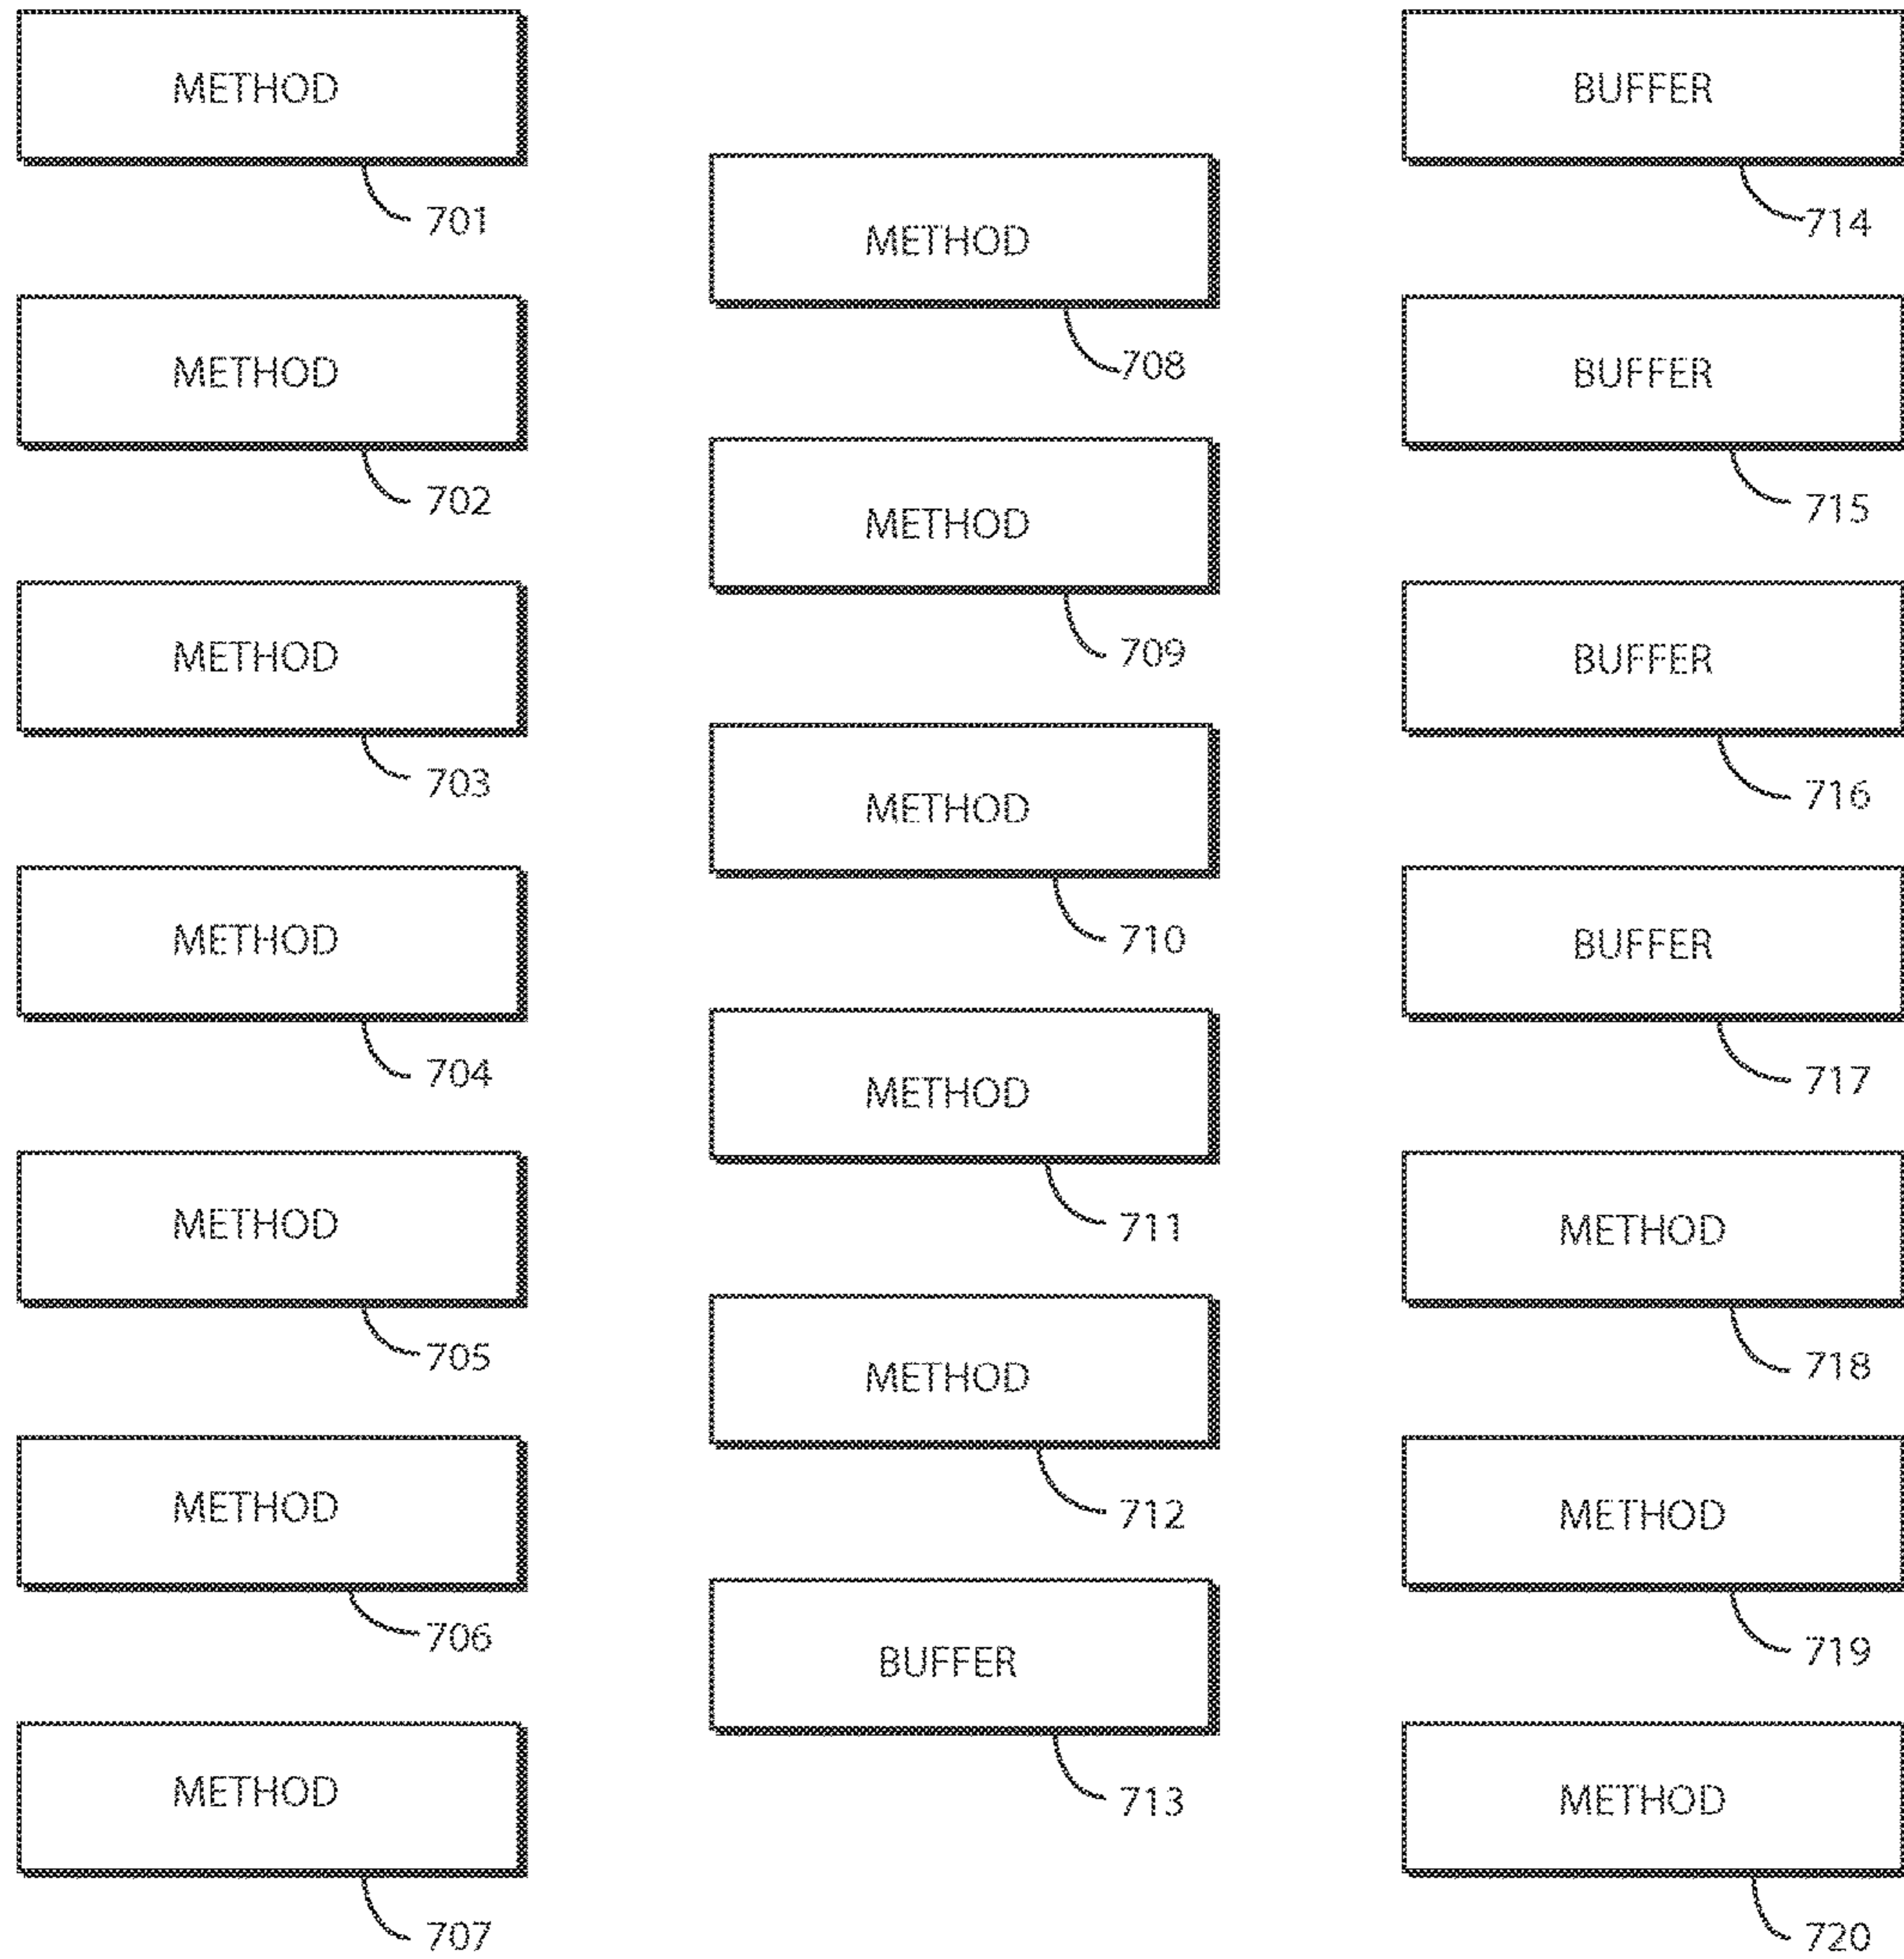 METHOD
701
METHOD
702
METHOD
703
METHOD
704
METHOD
705
METHOD
706
METHOD
707
METHOD
708
METHOD
709
METHOD
710
METHOD
711
METHOD
712
BUFFER
713
BUFFER
714
BUFFER
715
BUFFER
716
BUFFER
717
METHOD
718
METHOD
719
METHOD
720